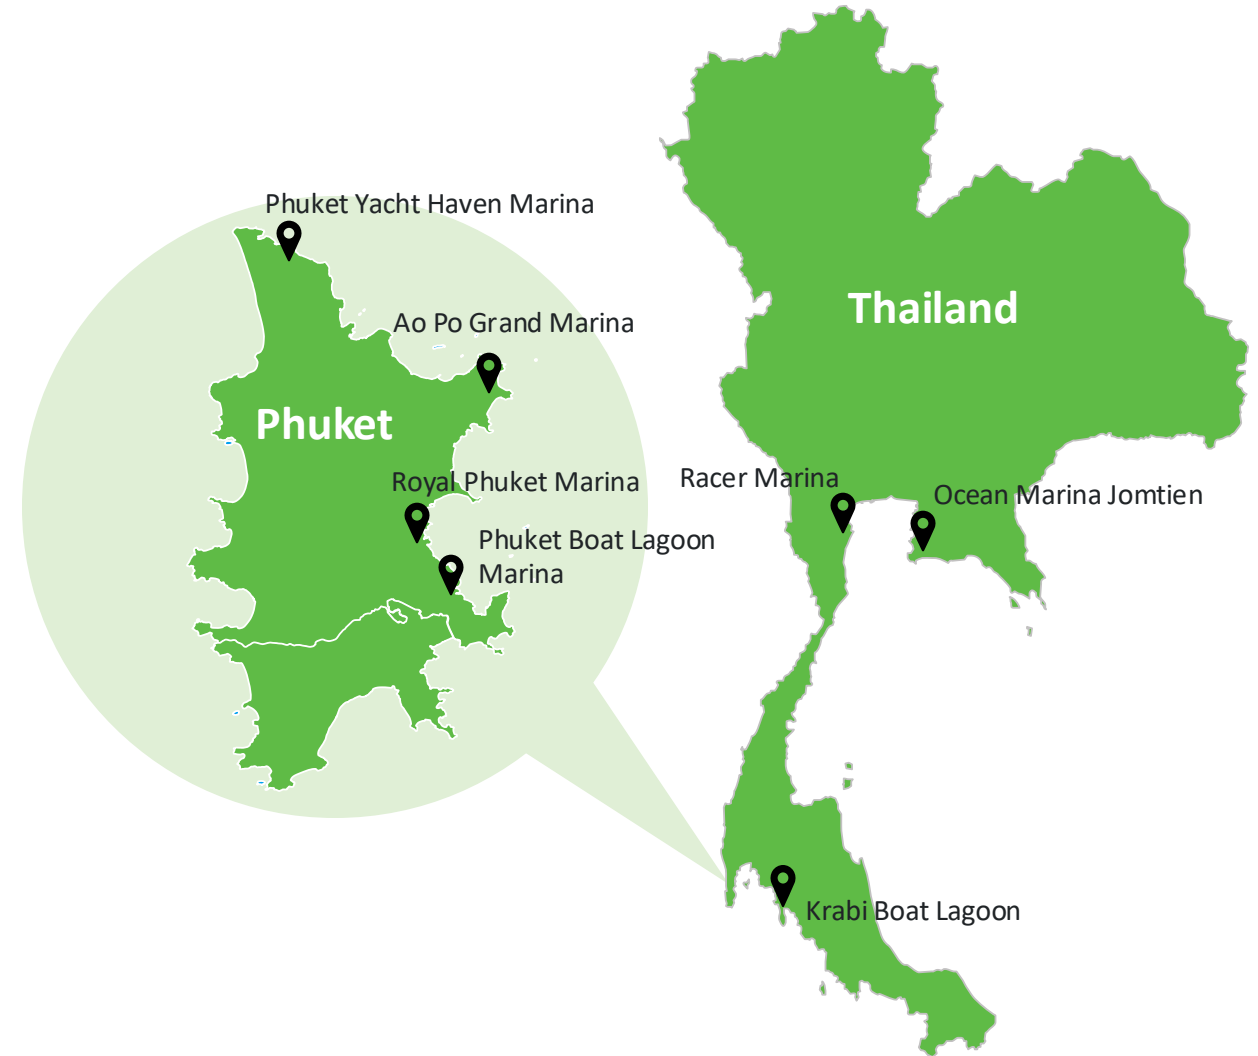 Phuket Yacht Haven Marina
Ao Po Grand Marina
Phuket
Royal Phuket Marina
Phuket Boat Lagoon
Marina
Thailand
Racer Marina
Ocean Marina Jomtien
Krabi Boat Lagoon